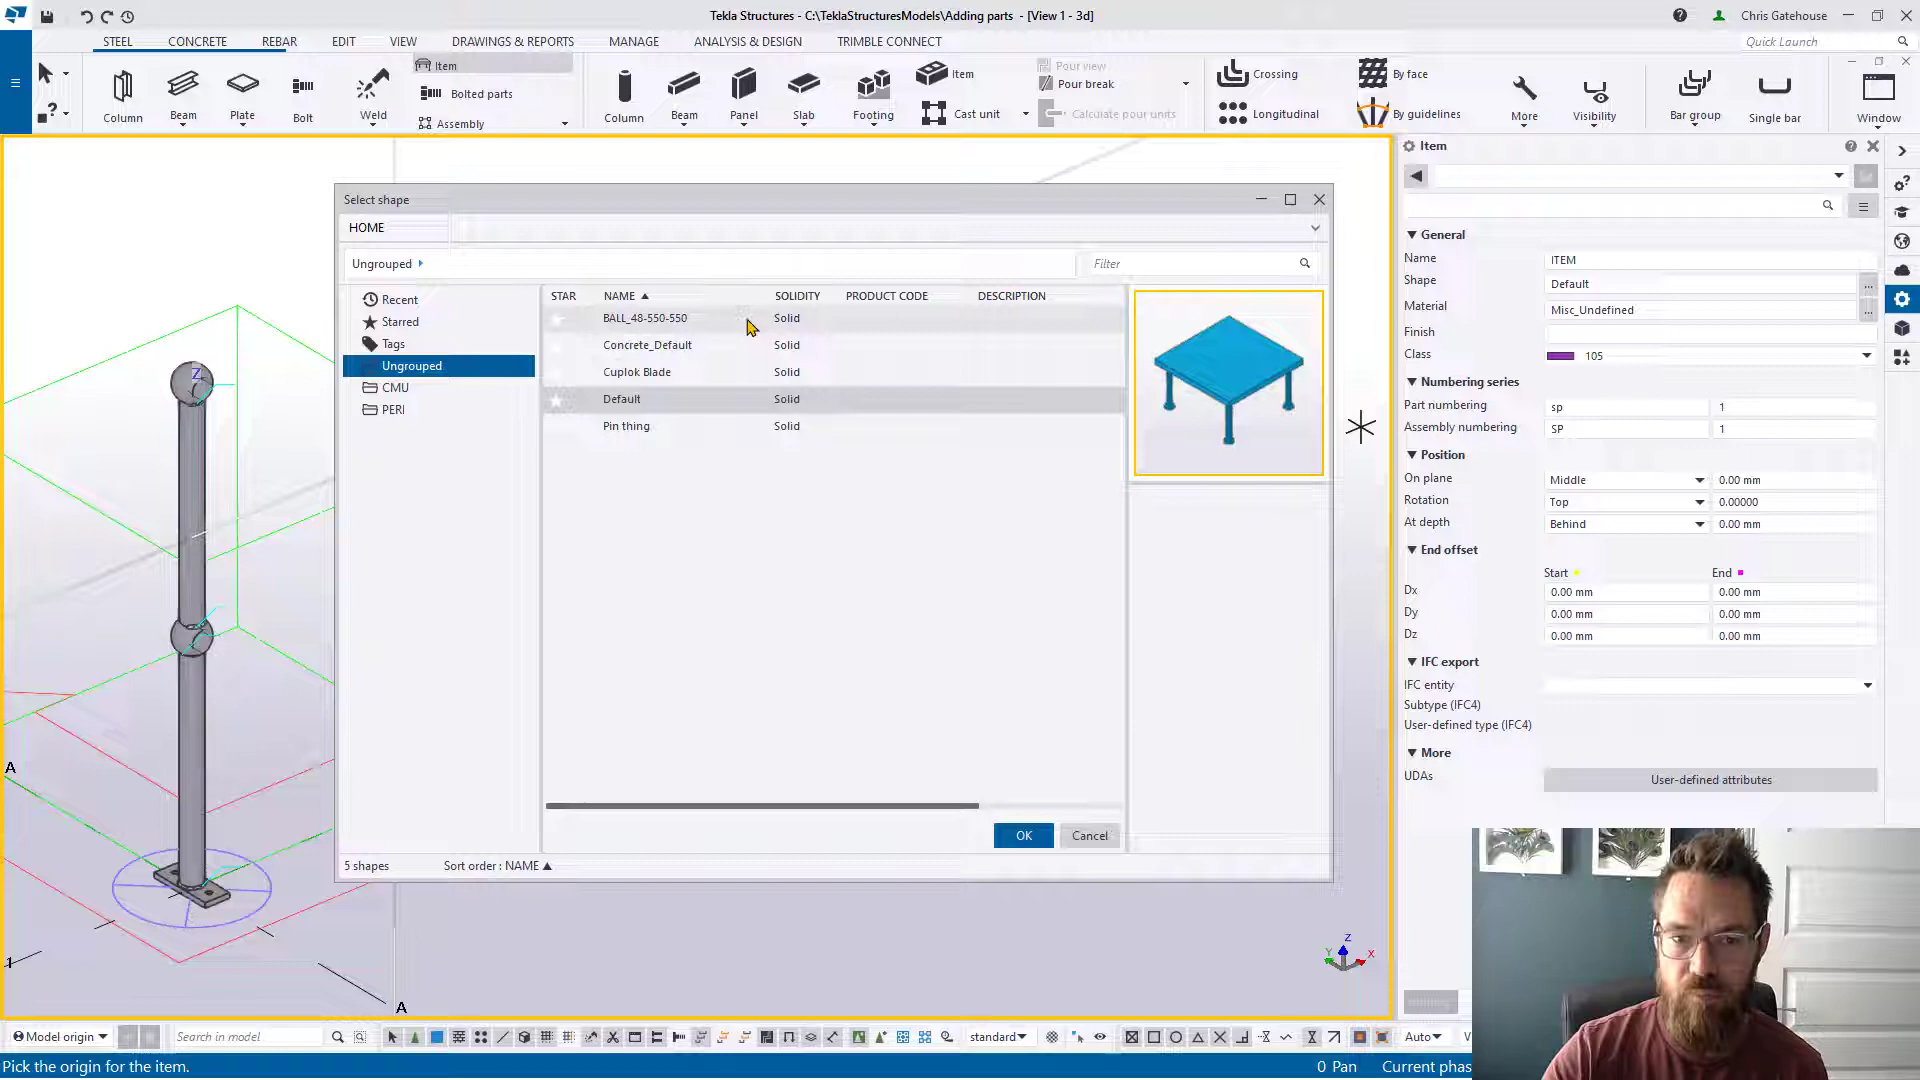 Tekla Structures - C:\TeklaStructuresModels\Adding parts - [View 1 - 3d]
Chris Gatehouse
STEEL CONCRETE REBAR EDIT VIEW DRAWINGS & REPORTS MANAGE ANALYSIS & DESIGN TRIMBLE CONNECT
Quick Launch
Column Beam Plate Bolt Weld
Item
Bolted parts
Assembly
Column Beam Panel Slab Footing
Item
Cast unit
Pour view
Pour break
Calculate pour units
Crossing
Longitudinal
By face
By guidelines
More Visibility Bar group Single bar Window
Select shape
HOME
Ungrouped
Filter
Recent
Starred
Tags
Ungrouped
CMU
PERI
STAR NAME SOLIDITY PRODUCT CODE DESCRIPTION
BALL_48-550-550 Solid
Concrete_Default Solid
Cuplok Blade Solid
Default Solid
Pin thing Solid
OK Cancel
5 shapes Sort order : NAME
Item
General
Name ITEM
Shape Default
Material Misc_Undefined
Finish
Class 105
Numbering series
Part numbering sp 1
Assembly numbering SP 1
Position
On plane Middle 0.00 mm
Rotation Top 0.00000
At depth Behind 0.00 mm
End offset
Start End
Dx 0.00 mm 0.00 mm
Dy 0.00 mm 0.00 mm
Dz 0.00 mm 0.00 mm
IFC export
IFC entity
Subtype (IFC4)
User-defined type (IFC4)
More
UDAs User-defined attributes
Z
A
1
A
Z
Y X
Model origin Search in model standard Auto
Pick the origin for the item.
0 Pan Current phas